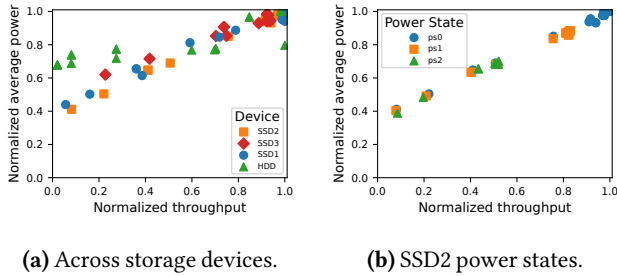 Normalized average power
1.0
0.8
0.6
0.4
0.2
0.0
0.0 0.2 0.4 0.6 0.8 1.0
Normalized throughput
Device
SSD2
SSD3
SSD1
HDD
(a) Across storage devices.
Normalized average power
1.0
0.8
0.6
0.4
0.2
0.0
0.0 0.2 0.4 0.6 0.8 1.0
Normalized throughput
Power State
ps0
ps1
ps2
(b) SSD2 power states.